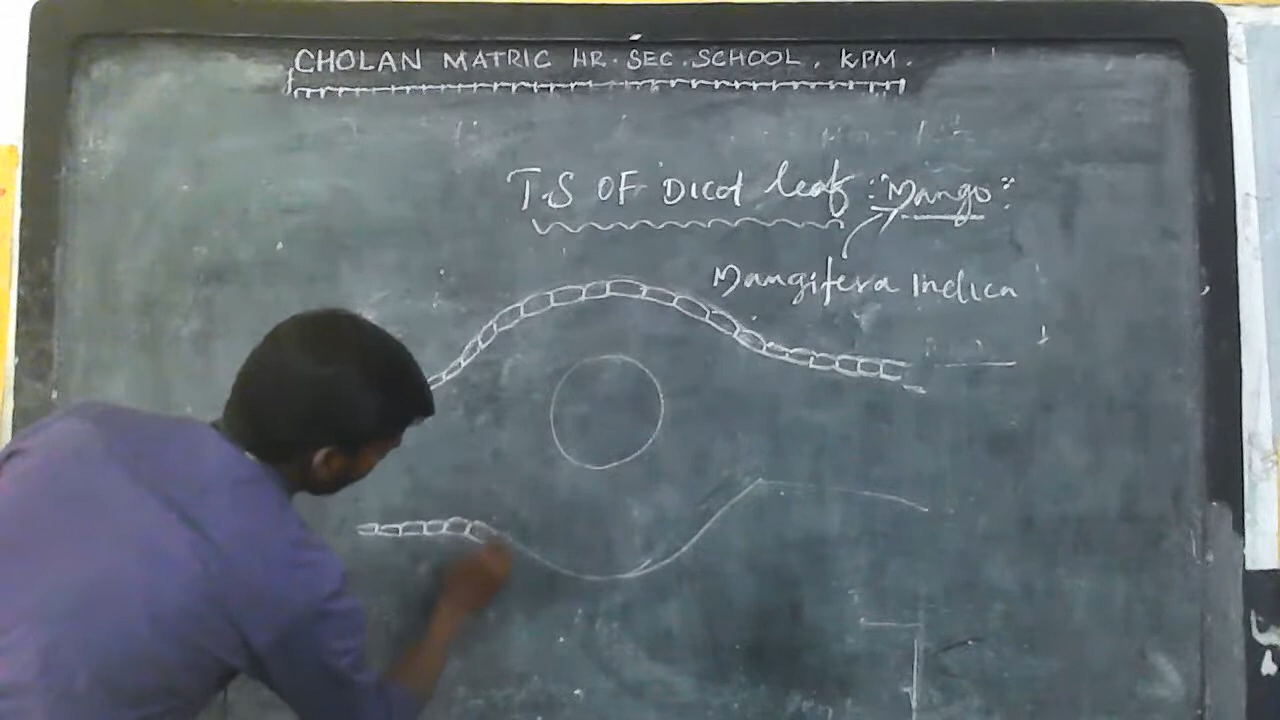 CHOLAN MATRIC HR. SEC. SCHOOL, KPM.
T.S OF Dicot leaf : "Mango":
Mangifera Indica